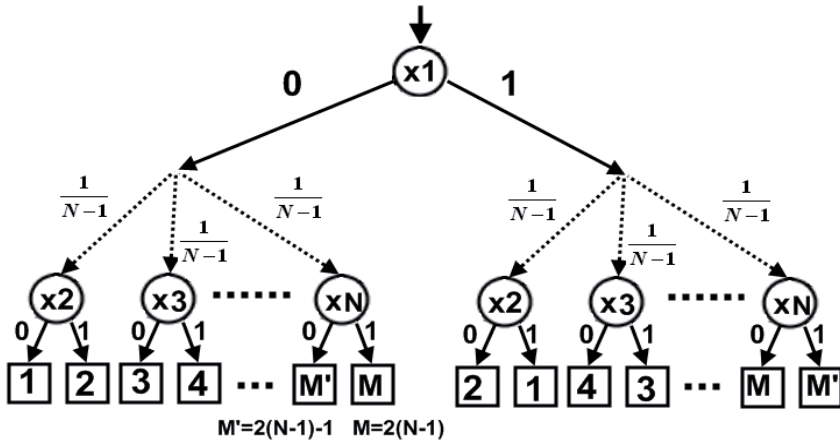 x1
0 1
1/(N-1) 1/(N-1) 1/(N-1) 1/(N-1) 1/(N-1) 1/(N-1)
x2 x3 ······ xN x2 x3 ······ xN
0 1 0 1 0 1 0 1 0 1 0 1
1 2 3 4 ··· M' M 2 1 4 3 ··· M M'
M'=2(N-1)-1 M=2(N-1)